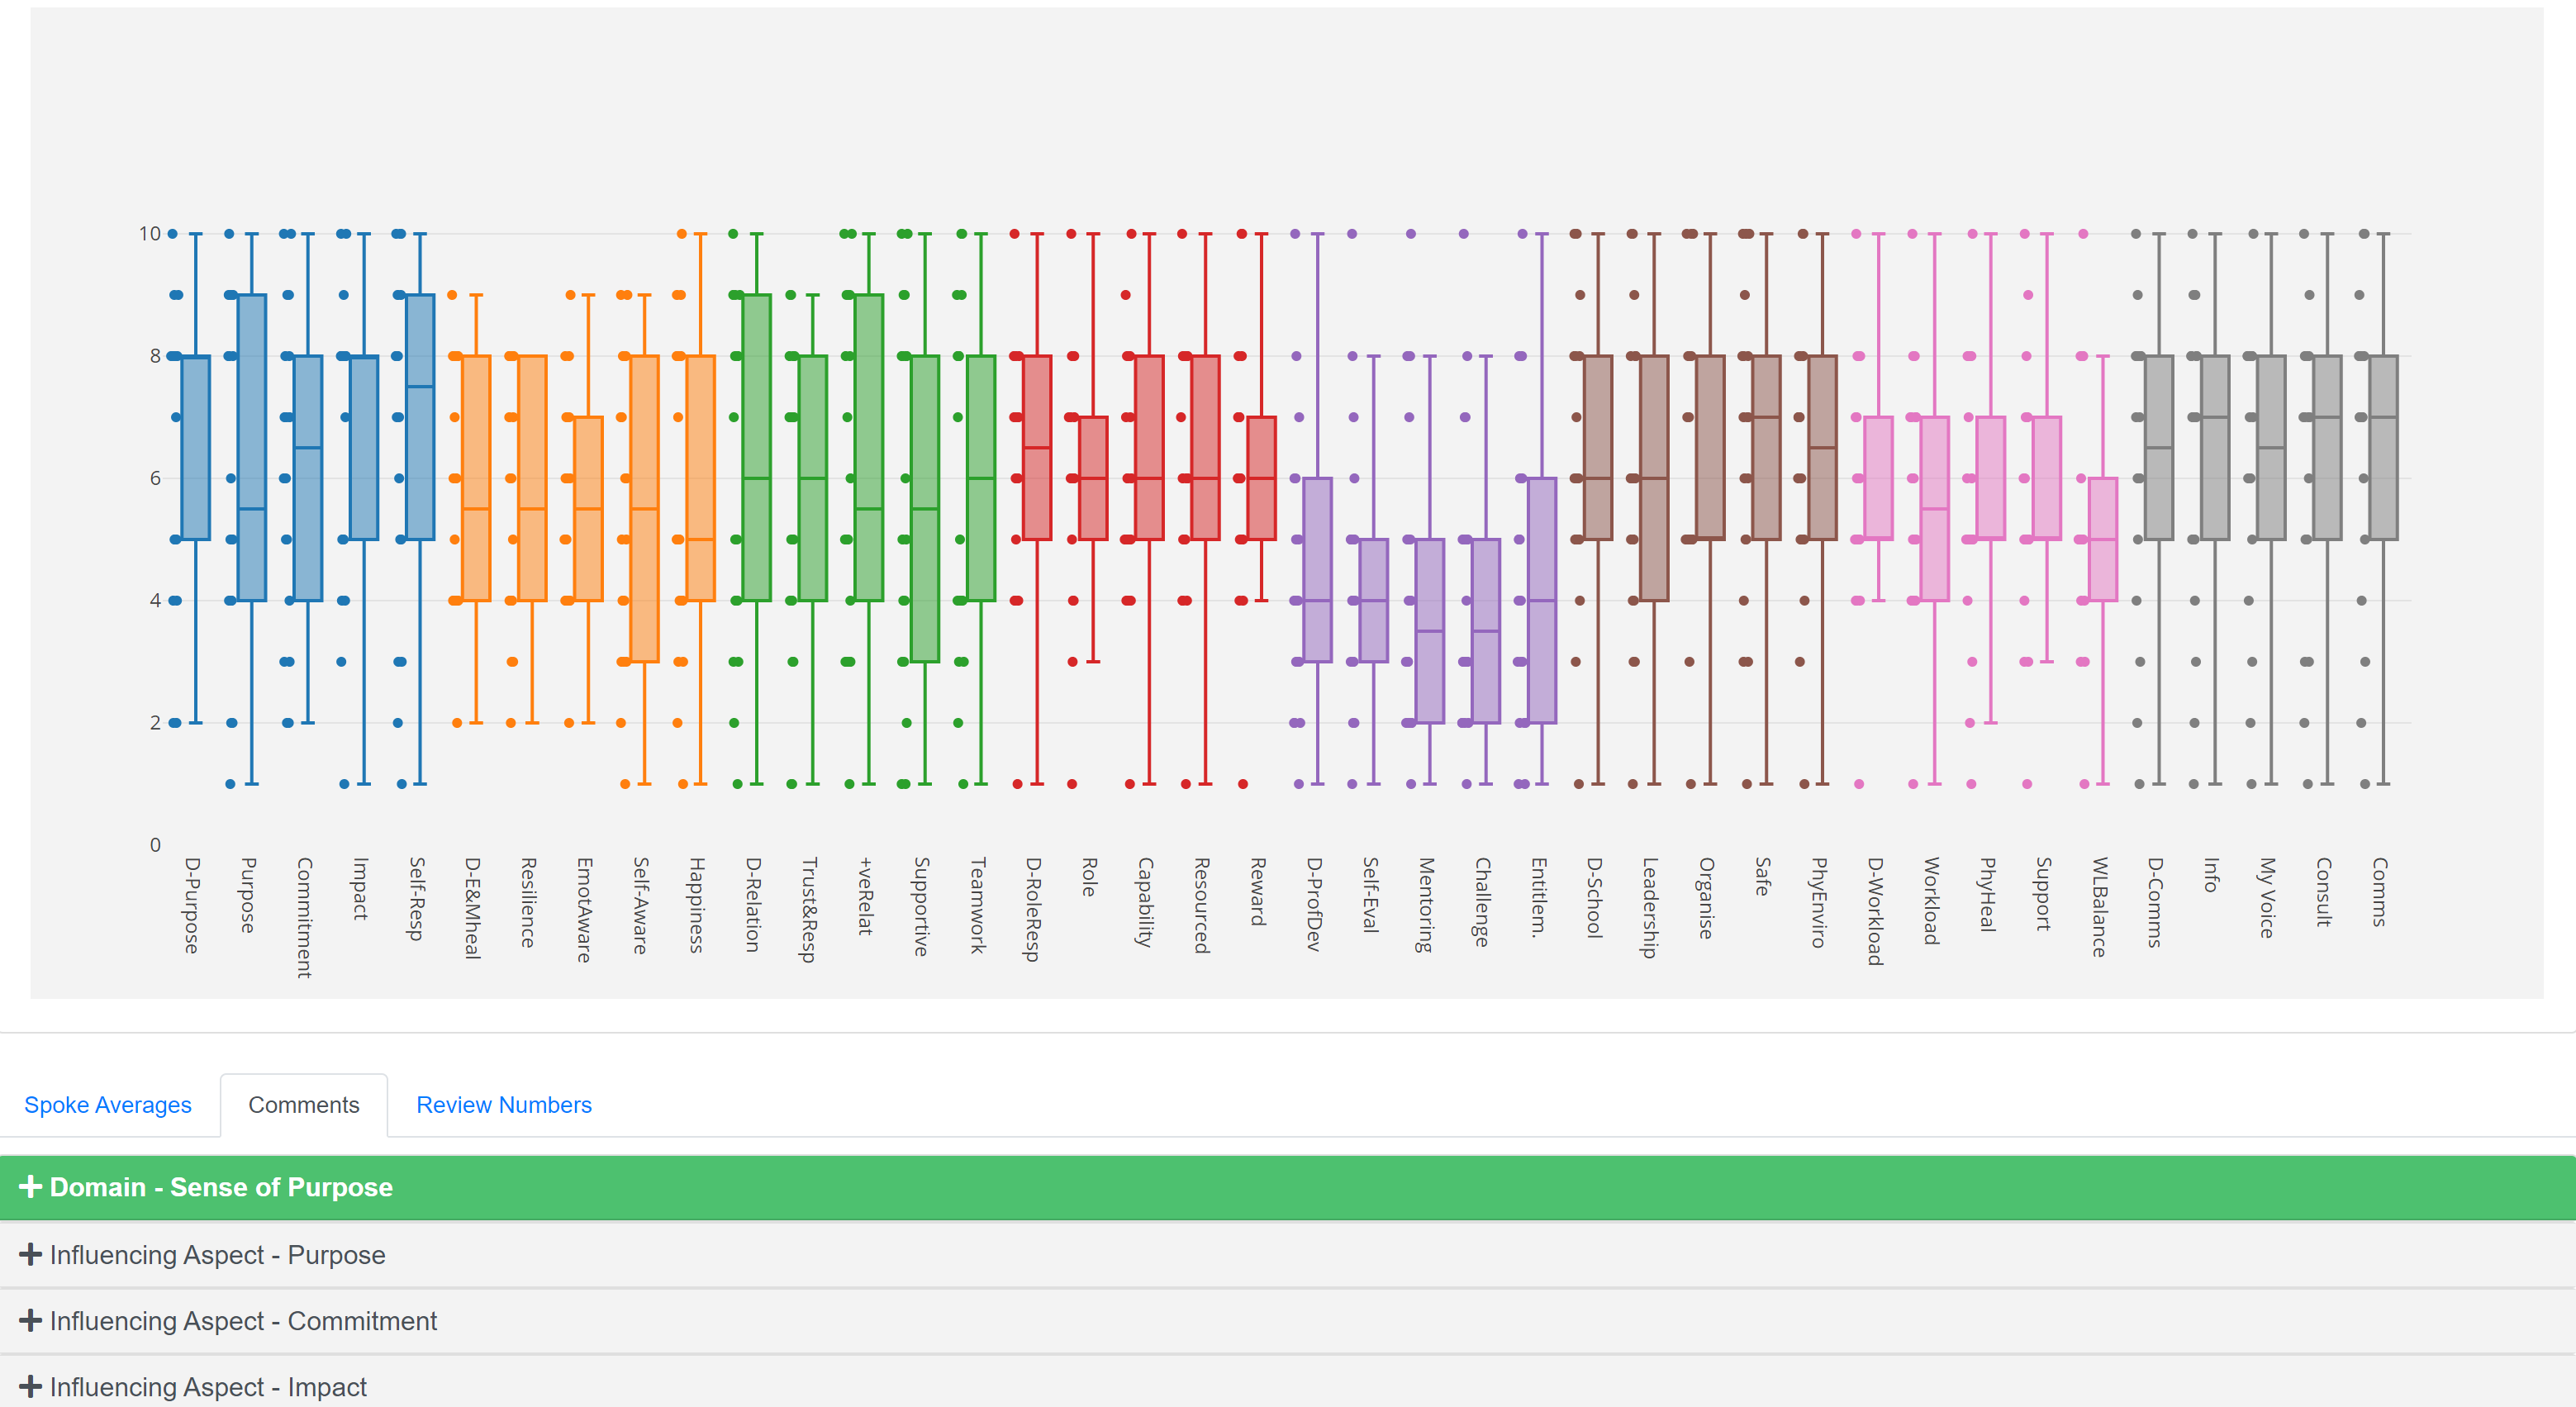 10
8
6
4
2
0
D-Purpose
Purpose
Commitment
Impact
Self-Resp
D-E&Mheal
Resilience
EmotAware
Self-Aware
Happiness
D-Relation
Trust&Resp
+veRelat
Supportive
Teamwork
D-RoleResp
Role
Capability
Resourced
Reward
D-ProfDev
Self-Eval
Mentoring
Challenge
Entitlem.
D-School
Leadership
Organise
Safe
PhyEnviro
D-Workload
Workload
PhyHeal
Support
WLBalance
D-Comms
Info
My Voice
Consult
Comms
Spoke Averages
Comments
Review Numbers
Domain - Sense of Purpose
Influencing Aspect - Purpose
Influencing Aspect - Commitment
Influencing Aspect - Impact